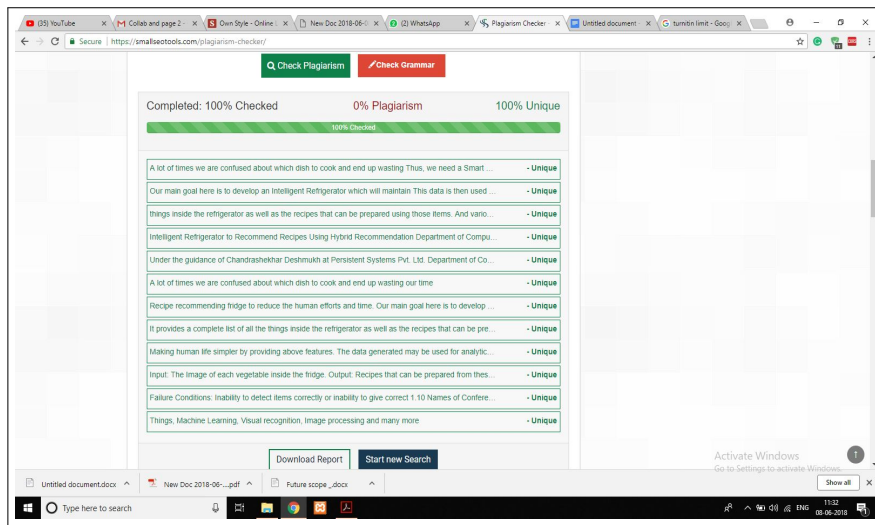 (35) YouTube
Collab and page 2 -
Own Style - Online
New Doc 2018-06-0
(2) WhatsApp
Plagiarism Checker -
Untitled document -
turnitin limit - Goog
Secure | https://smallseotools.com/plagiarism-checker/
Check Plagiarism
Check Grammar
Completed: 100% Checked 0% Plagiarism 100% Unique
100% Checked
A lot of times we are confused about which dish to cook and end up wasting Thus, we need a Smart ... - Unique
Our main goal here is to develop an Intelligent Refrigerator which will maintain This data is then used ... - Unique
things inside the refrigerator as well as the recipes that can be prepared using those items. And vario... - Unique
Intelligent Refrigerator to Recommend Recipes Using Hybrid Recommendation Department of Compu... - Unique
Under the guidance of Chandrashekhar Deshmukh at Persistent Systems Pvt. Ltd. Department of Co... - Unique
A lot of times we are confused about which dish to cook and end up wasting our time - Unique
Recipe recommending fridge to reduce the human efforts and time. Our main goal here is to develop ... - Unique
It provides a complete list of all the things inside the refrigerator as well as the recipes that can be pre... - Unique
Making human life simpler by providing above features. The data generated may be used for analytic... - Unique
Input: The Image of each vegetable inside the fridge. Output: Recipes that can be prepared from thes... - Unique
Failure Conditions: Inability to detect items correctly or inability to give correct 1.10 Names of Confere... - Unique
Things, Machine Learning, Visual recognition, Image processing and many more - Unique
Download Report
Start new Search
Activate Windows
Go to Settings to activate Windows.
Untitled document.docx
New Doc 2018-06-....pdf
Future scope _.docx
Show all
Type here to search
ENG
11:32
08-06-2018